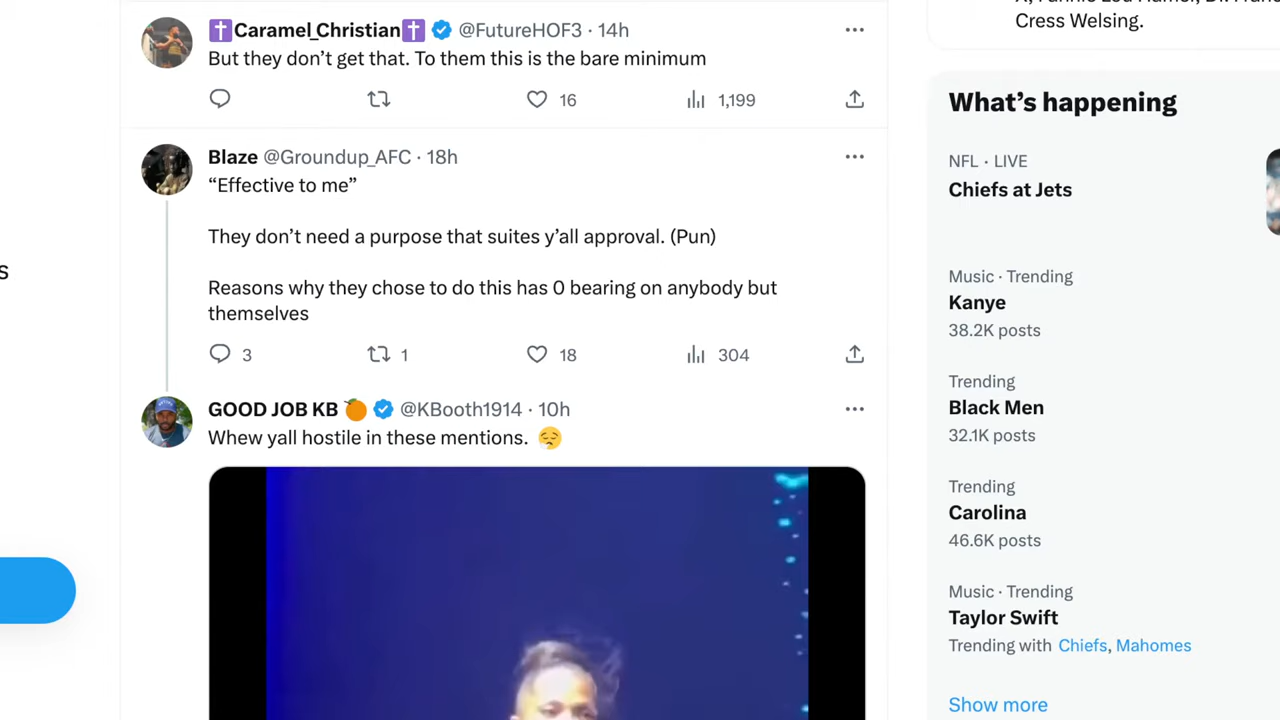 ✝️Caramel_Christian✝️ @FutureHOF3 · 14h
But they don’t get that. To them this is the bare minimum
16 1,199
Blaze @Groundup_AFC · 18h
“Effective to me”
They don’t need a purpose that suites y’all approval. (Pun)
Reasons why they chose to do this has 0 bearing on anybody but
themselves
3 1 18 304
GOOD JOB KB 🍊 @KBooth1914 · 10h
Whew yall hostile in these mentions. 😮‍💨
s
X, Fannie Lou Hamer, Dr.
Cress Welsing.
What’s happening
NFL · LIVE
Chiefs at Jets
Music · Trending
Kanye
38.2K posts
Trending
Black Men
32.1K posts
Trending
Carolina
46.6K posts
Music · Trending
Taylor Swift
Trending with Chiefs, Mahomes
Show more